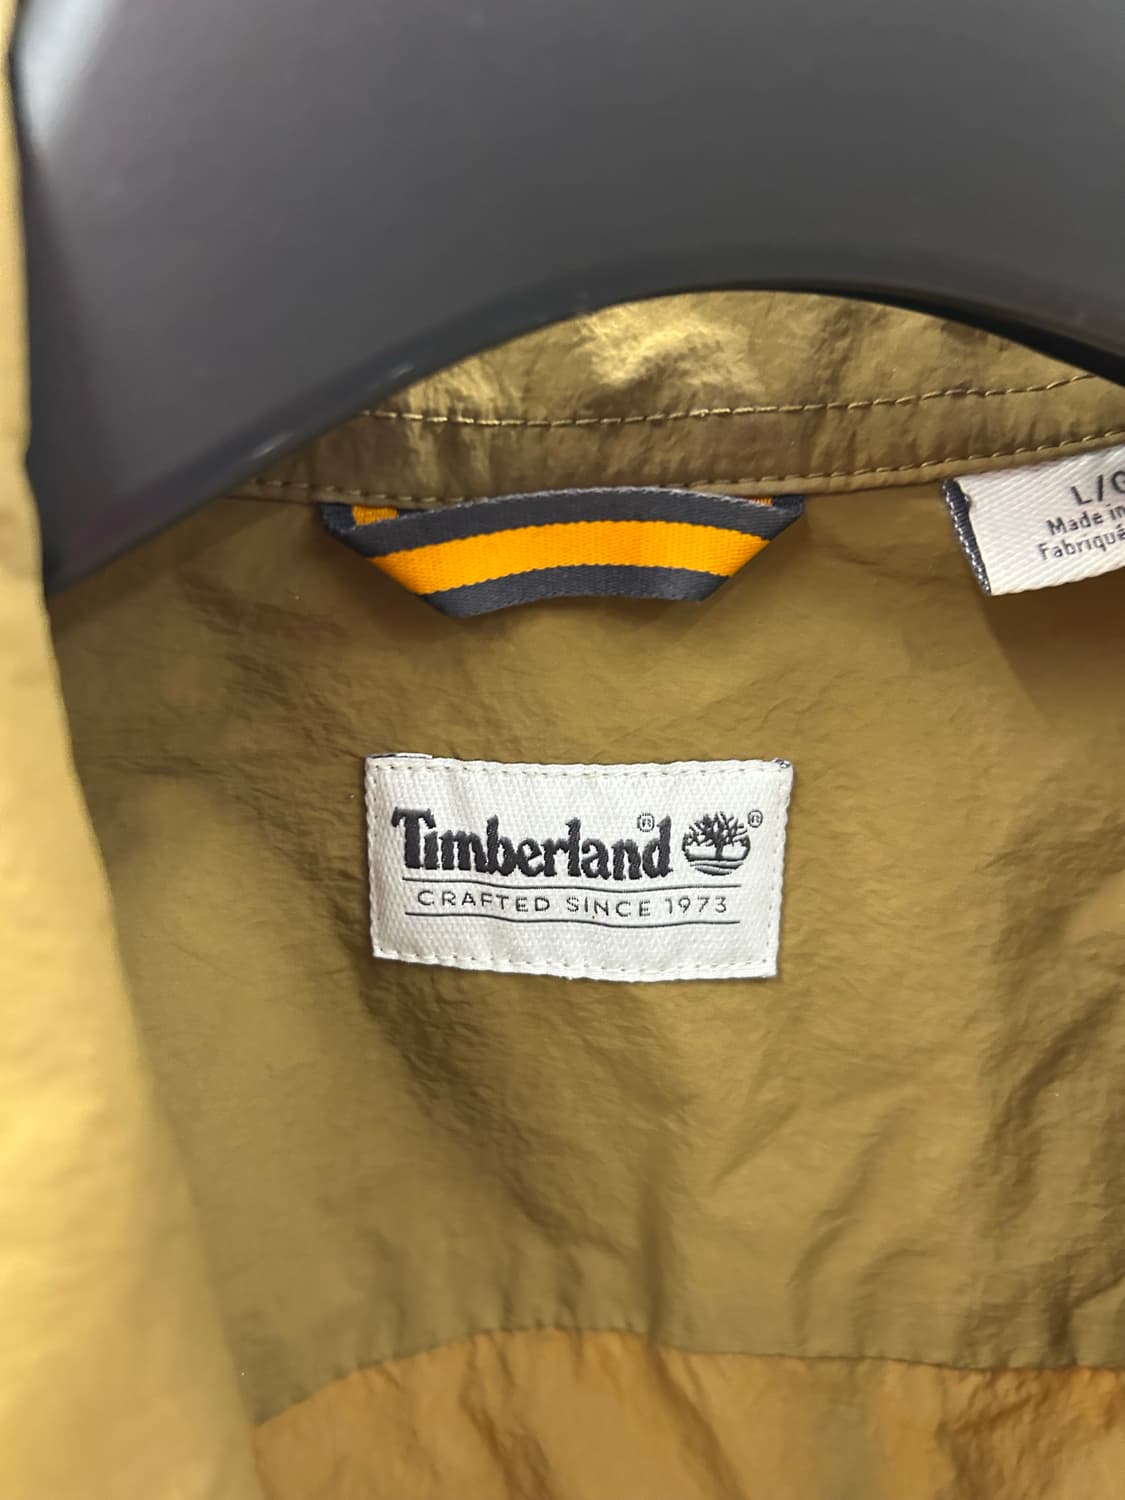 L/G
Made in
Fabriqué
Timberland® ®
CRAFTED SINCE 1973